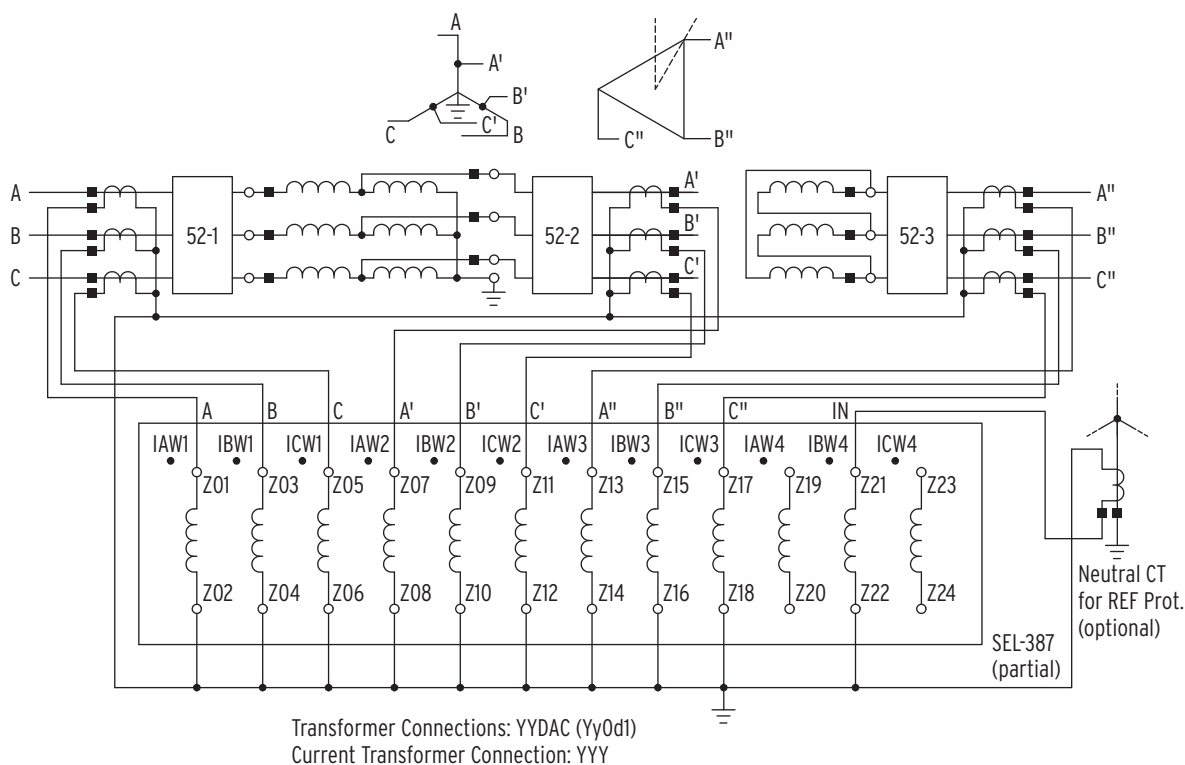 A
A'
B'
C'
C
B
A"
C"
B"
A
B
C
52-1
52-2
A'
B'
C'
52-3
A"
B"
C"
A
B
C
A'
B'
C'
A"
B"
C"
IN
IAW1
IBW1
ICW1
IAW2
IBW2
ICW2
IAW3
IBW3
ICW3
IAW4
IBW4
ICW4
Z01
Z03
Z05
Z07
Z09
Z11
Z13
Z15
Z17
Z19
Z21
Z23
Z02
Z04
Z06
Z08
Z10
Z12
Z14
Z16
Z18
Z20
Z22
Z24
Neutral CT
for REF Prot.
(optional)
SEL-387
(partial)
Transformer Connections: YYDAC (Yy0d1)
Current Transformer Connection: YYY